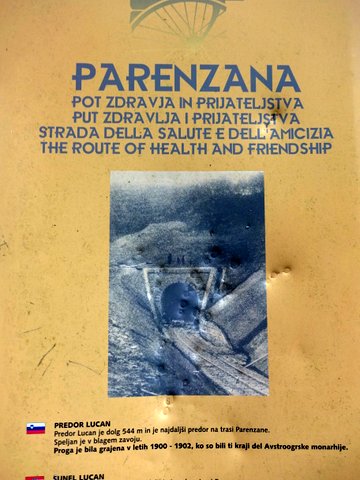 PARENZANA
POT ZDRAVJA IN PRIJATELJSTVA
PUT ZDRAVLJA I PRIJATELJSTVA
STRADA DELLA SALUTE E DELL'AMICIZIA
THE ROUTE OF HEALTH AND FRIENDSHIP
PREDOR LUCAN
Predor Lucan je dolg 544 m in je najdaljši predor na trasi Parenzane.
Speljan je v blagem zavoju.
Proga je bila grajena v letih 1900 - 1902, ko so bili ti kraji del Avstroogrske monarhije.
SUNEL LUCAN